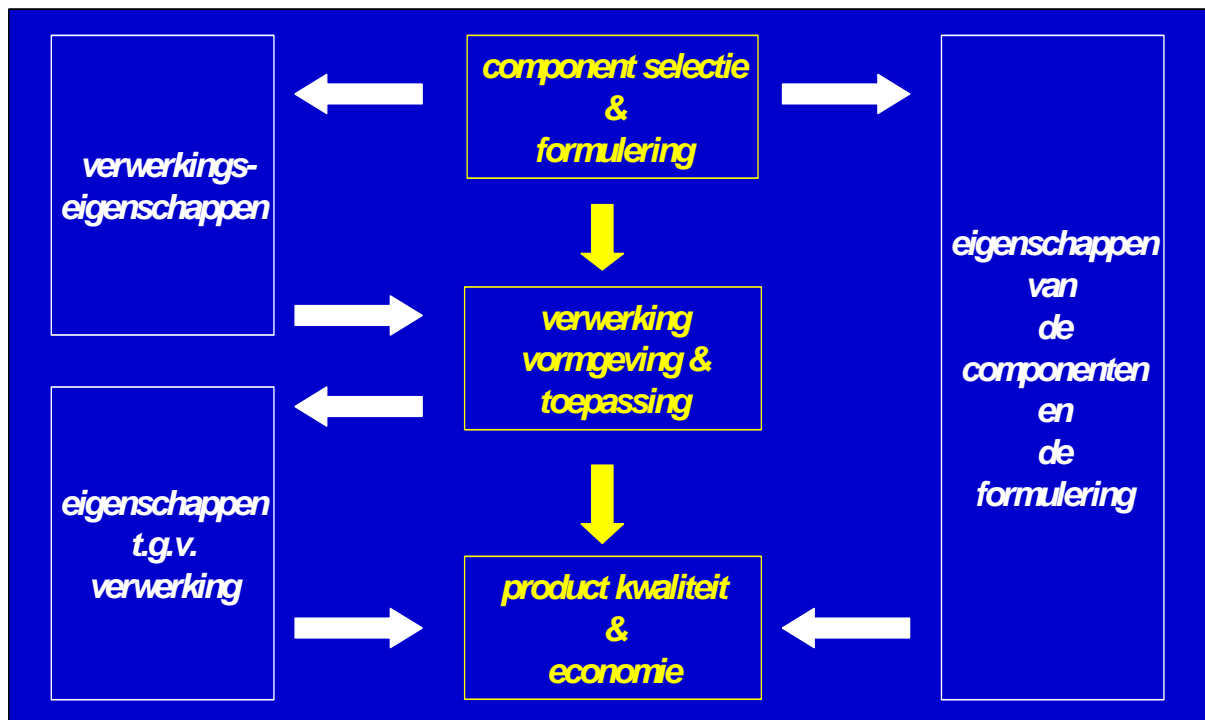 component selectie
&
formulering
verwerkings-
eigenschappen
eigenschappen
van
de
componenten
en
de
formulering
verwerking
vormgeving &
toepassing
eigenschappen
t.g.v.
verwerking
product kwaliteit
&
economie